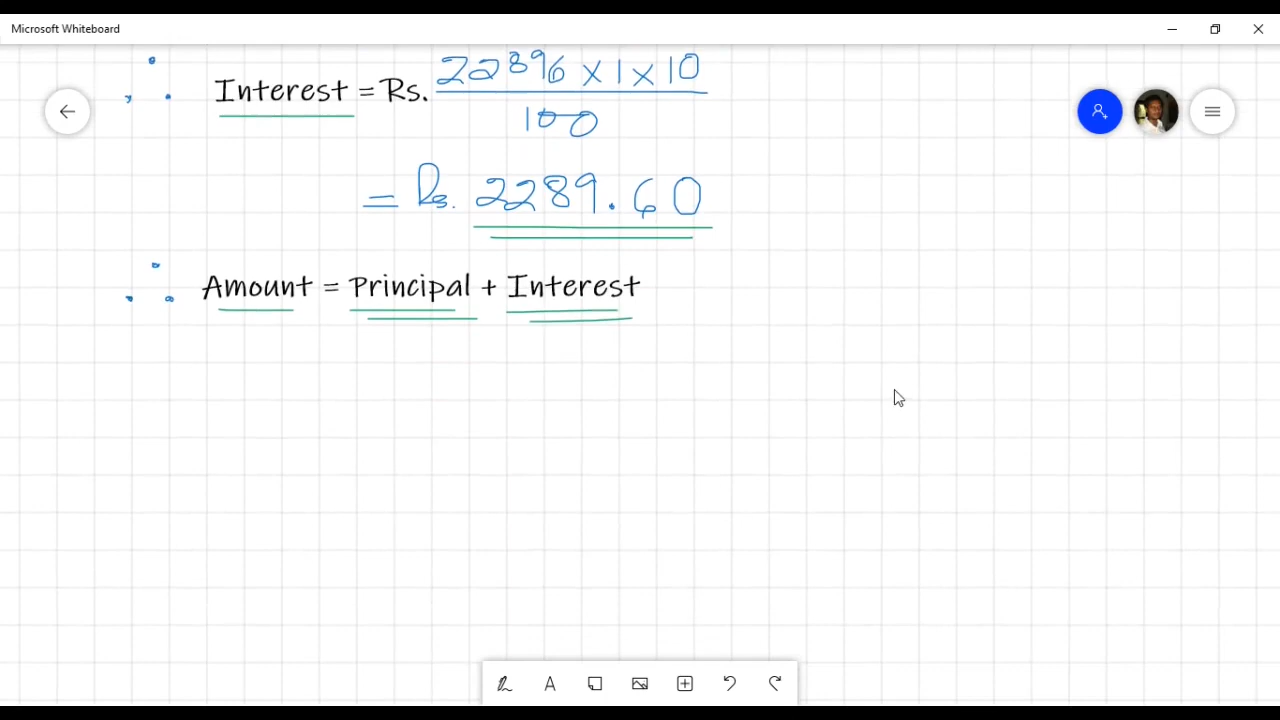 Microsoft Whiteboard
∴ Interest = Rs. 22896 x 1 x 10 / 100
= Rs. 2289.60
∴ Amount = Principal + Interest